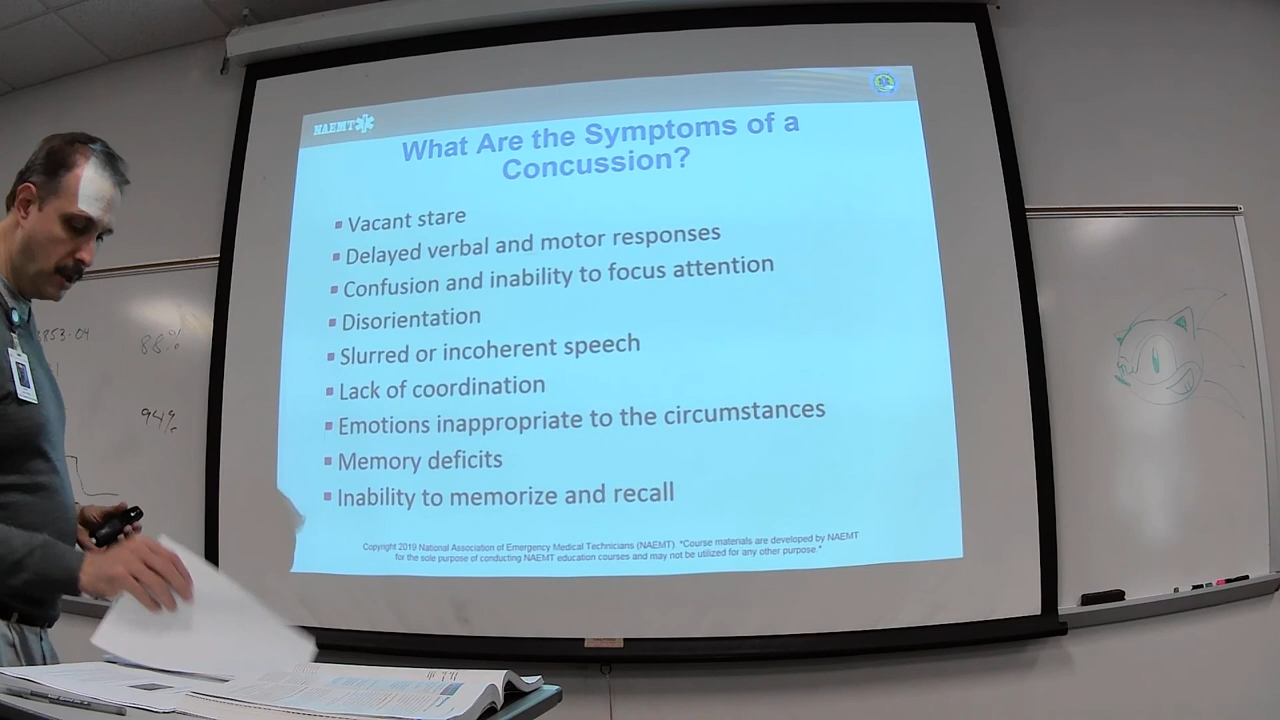 NAEMT
What Are the Symptoms of a
Concussion?
▪ Vacant stare
▪ Delayed verbal and motor responses
▪ Confusion and inability to focus attention
▪ Disorientation
▪ Slurred or incoherent speech
▪ Lack of coordination
▪ Emotions inappropriate to the circumstances
▪ Memory deficits
▪ Inability to memorize and recall
Copyright 2019 National Association of Emergency Medical Technicians (NAEMT) "Course materials are developed by NAEMT
for the sole purpose of conducting NAEMT education courses and may not be utilized for any other purpose."
853.04
88%
94%